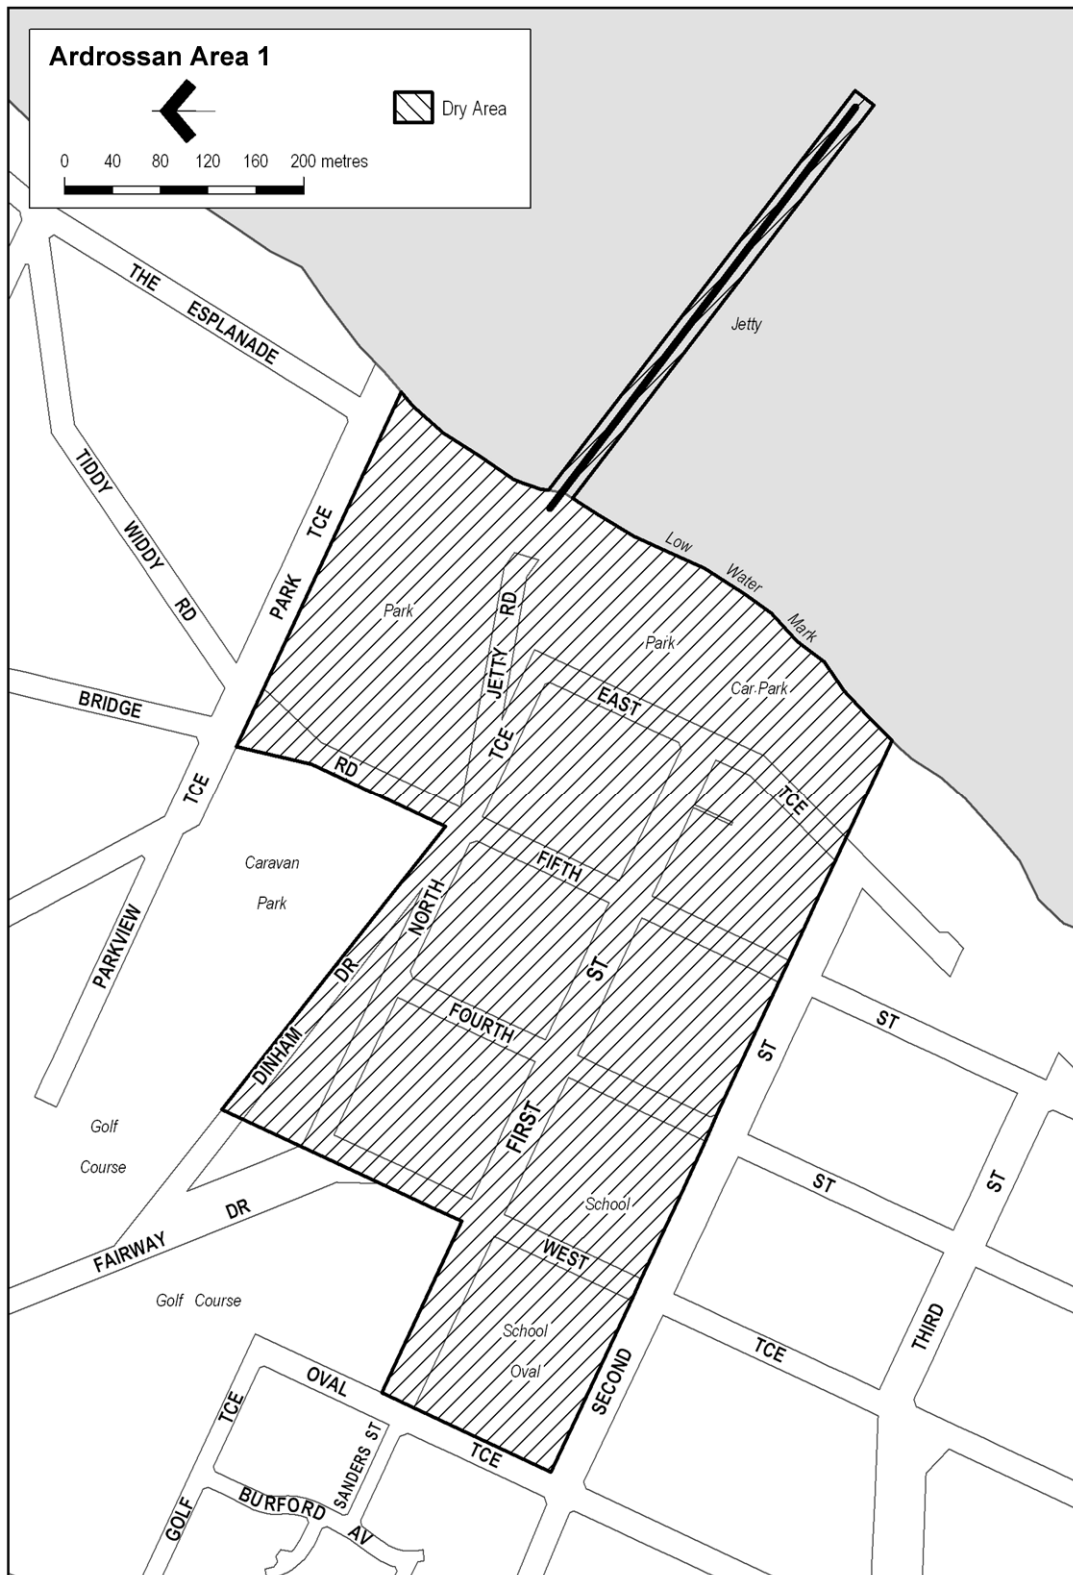 Ardrossan Area 1
Dry Area
0 40 80 120 160 200 metres
Jetty
THE ESPLANADE
TIDDY WIDDY RD
PARK TCE
Low Water Mark
Park
JETTY RD
Park
Car Park
BRIDGE
EAST TCE
TCE
RD
TCE
Caravan
Park
FIFTH
NORTH
PARKVIEW
DR
ST
FOURTH
DINHAM
ST
ST
Golf
Course
FIRST
School
ST
ST
DR
FAIRWAY
WEST
Golf Course
School
Oval
THIRD
TCE
SECOND
OVAL
TCE
SANDERS ST
TCE
BURFORD AV
GOLF